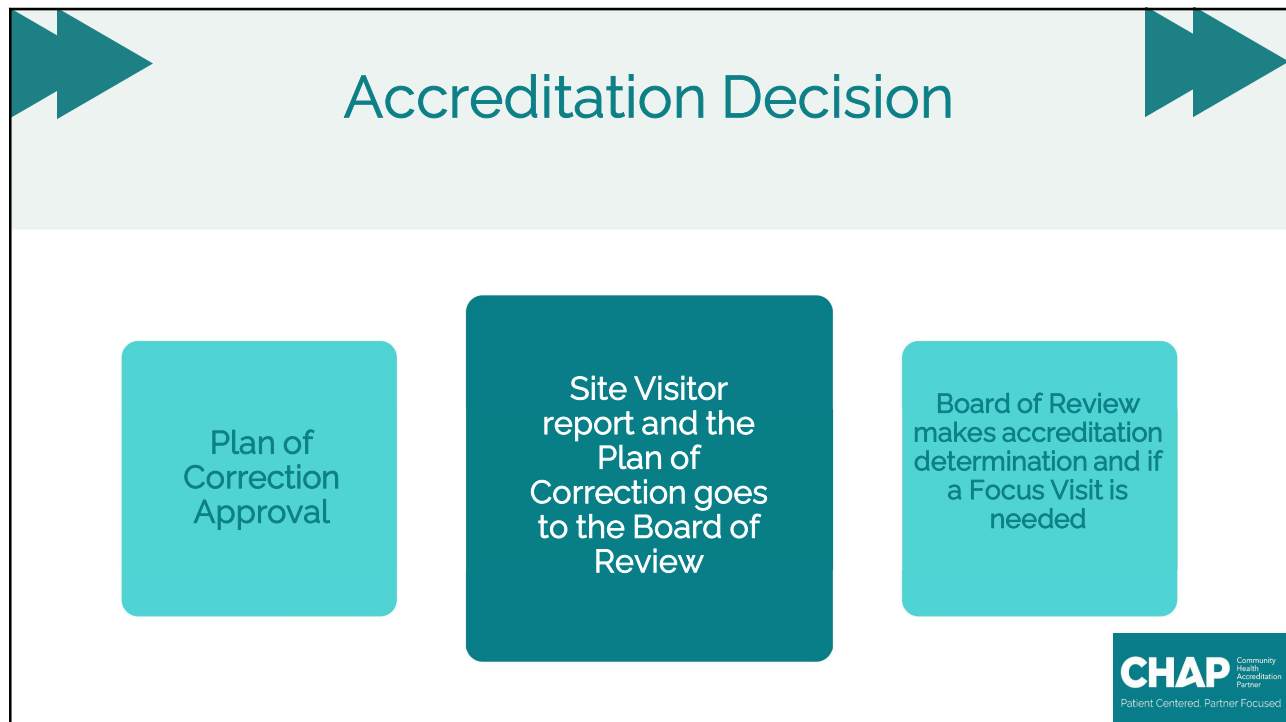 Accreditation Decision
Plan of
Correction
Approval
Site Visitor
report and the
Plan of
Correction goes
to the Board of
Review
Board of Review
makes accreditation
determination and if
a Focus Visit is
needed
CHAP
Community
Health
Accreditation
Partner
Patient Centered. Partner Focused